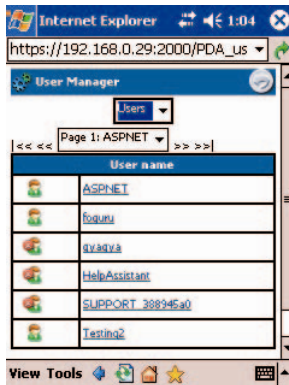 Internet Explorer 1:04
https://192.168.0.29:2000/PDA_us
User Manager
Users
|<< << Page 1: ASPNET >> >>|
User name
ASPNET
foguru
gyagya
HelpAssistant
SUPPORT_388945a0
Testing2
View Tools